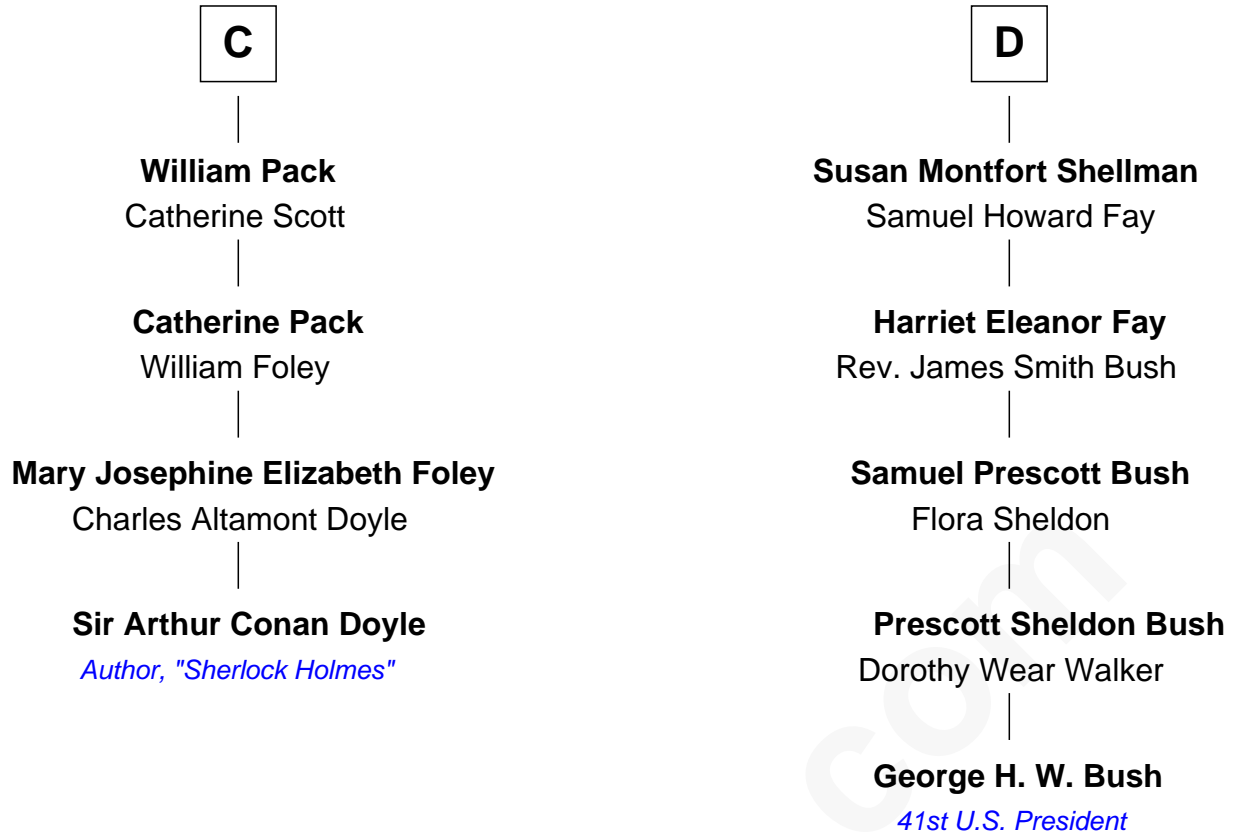 C
William Pack
Catherine Scott
Catherine Pack
William Foley
Mary Josephine Elizabeth Foley
Charles Altamont Doyle
Sir Arthur Conan Doyle
Author, "Sherlock Holmes"
D
Susan Montfort Shellman
Samuel Howard Fay
Harriet Eleanor Fay
Rev. James Smith Bush
Samuel Prescott Bush
Flora Sheldon
Prescott Sheldon Bush
Dorothy Wear Walker
George H. W. Bush
41st U.S. President
com